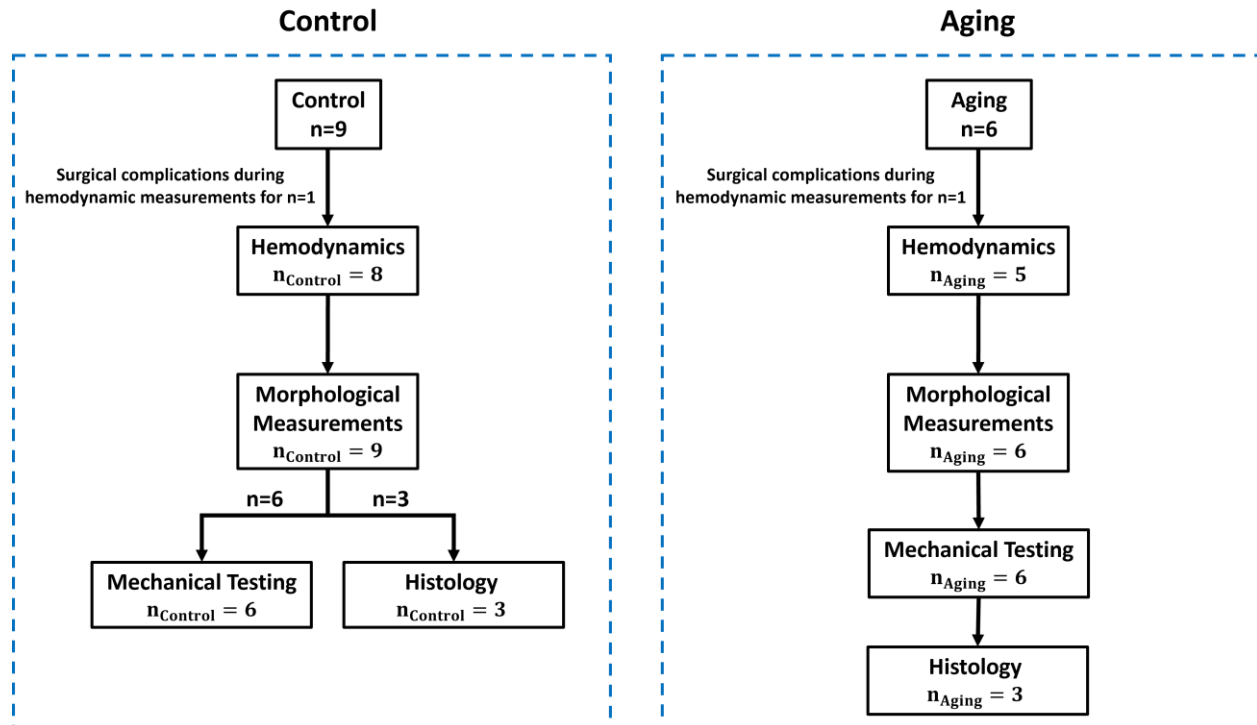 Control
Control
n=9
Surgical complications during
hemodynamic measurements for n=1
Hemodynamics
nControl = 8
Morphological
Measurements
nControl = 9
n=6
n=3
Mechanical Testing
nControl = 6
Histology
nControl = 3
Aging
Aging
n=6
Surgical complications during
hemodynamic measurements for n=1
Hemodynamics
nAging = 5
Morphological
Measurements
nAging = 6
Mechanical Testing
nAging = 6
Histology
nAging = 3